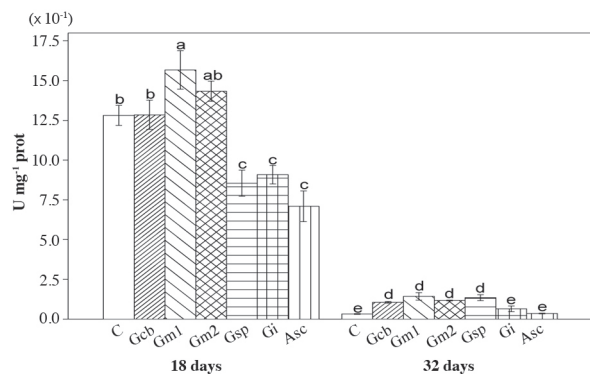 (x 10⁻¹)
17.5
15.0
12.5
10.0
7.5
5.0
2.5
0.0
U mg⁻¹ prot
b b a ab c c c
e d d d d e e
C Gcb Gm1 Gm2 Gsp Gi Asc C Gcb Gm1 Gm2 Gsp Gi Asc
18 days 32 days